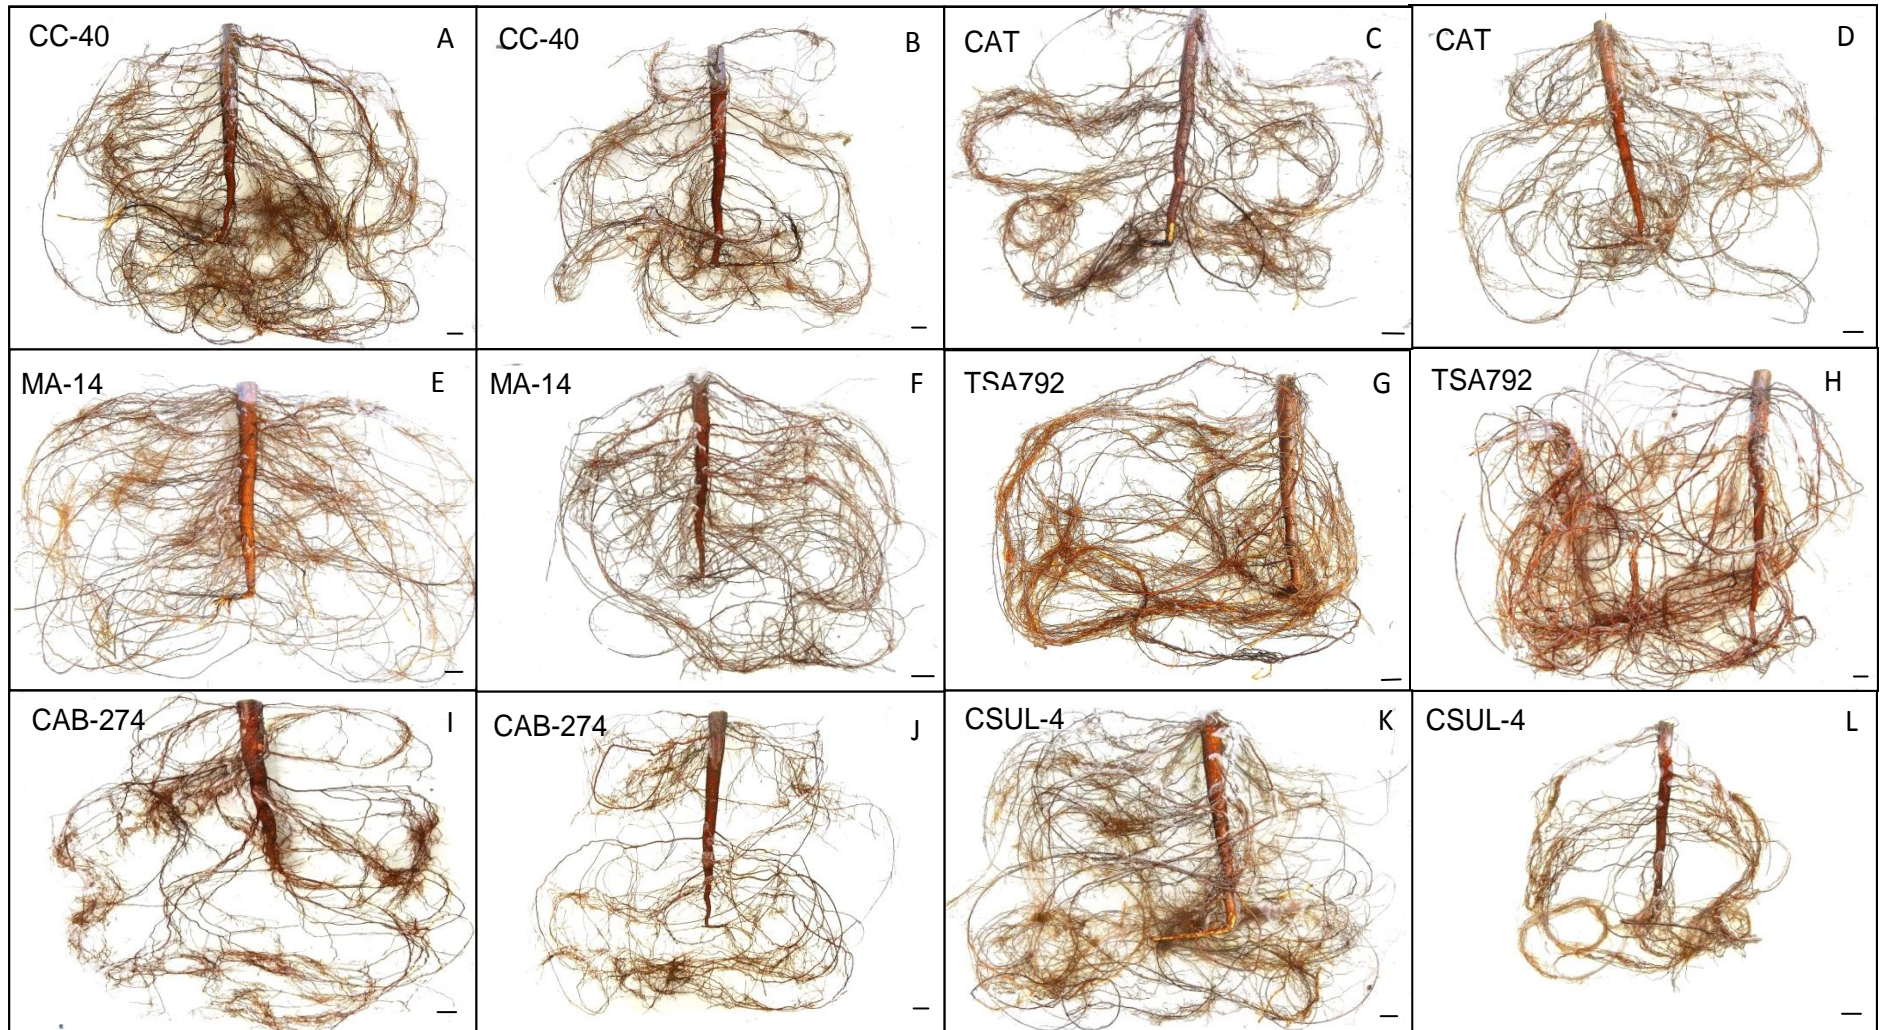 CC-40 A
CC-40 B
CAT C
CAT D
MA-14 E
MA-14 F
TSA792 G
TSA792 H
CAB-274 I
CAB-274 J
CSUL-4 K
CSUL-4 L